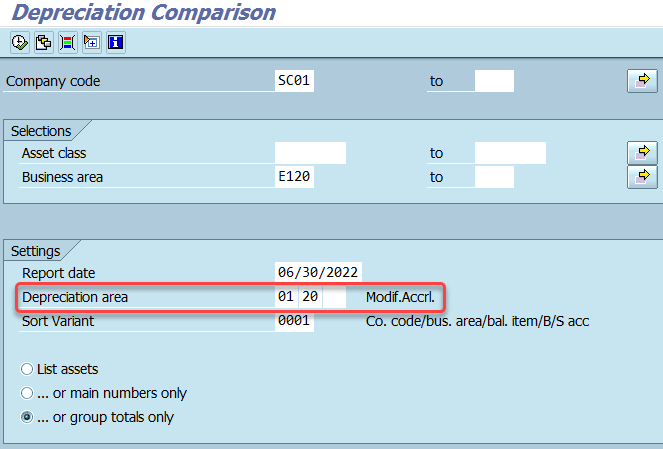 Depreciation Comparison
Company code SC01 to
Selections
Asset class to
Business area E120 to
Settings
Report date 06/30/2022
Depreciation area 01 20 Modif.Accrl.
Sort Variant 0001 Co. code/bus. area/bal. item/B/S acc
List assets
... or main numbers only
... or group totals only